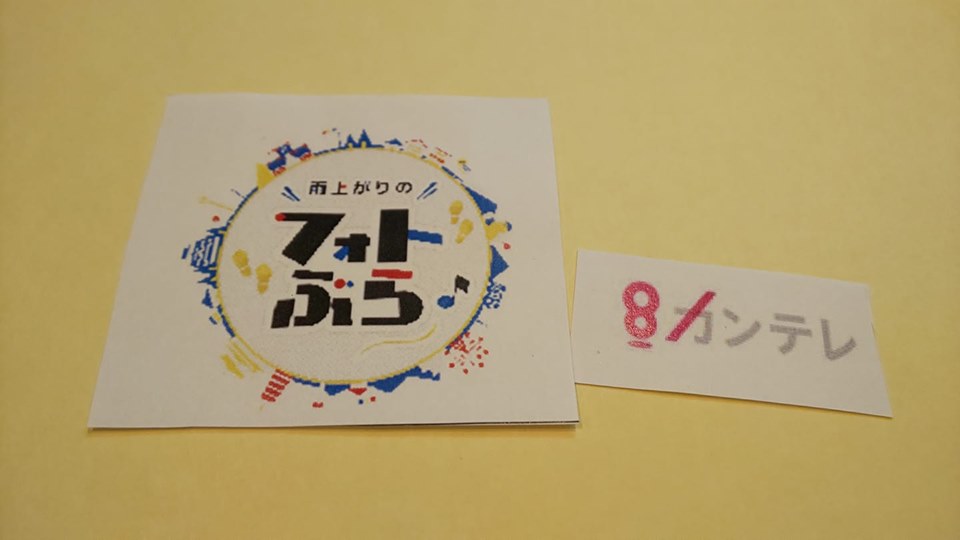 雨上がりの
フォト
ぶら
8カンテレ